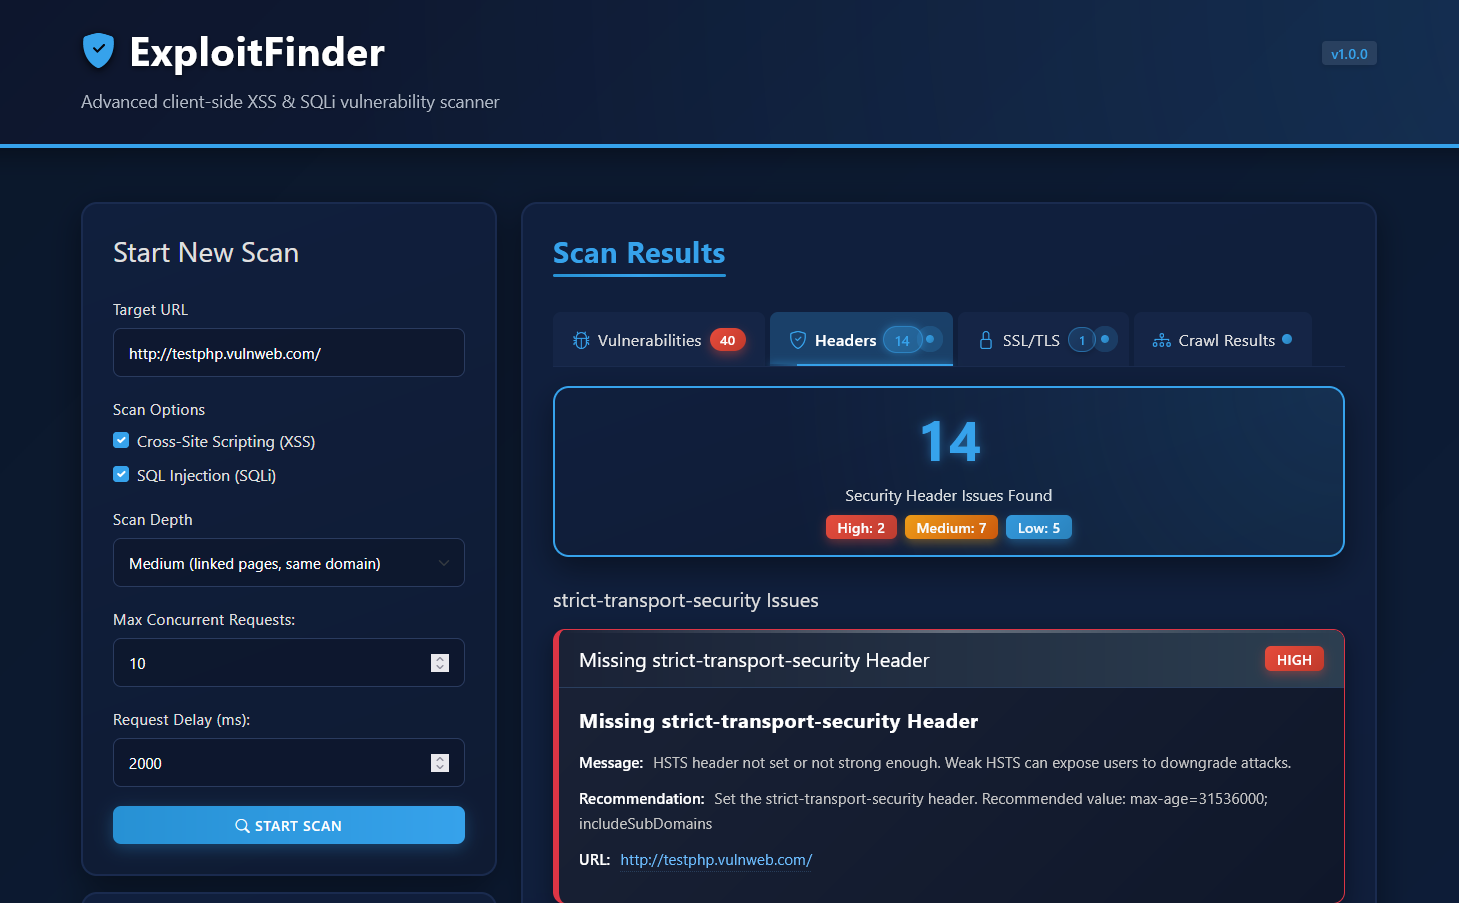 ExploitFinder
v1.0.0
Advanced client-side XSS & SQLi vulnerability scanner
Start New Scan
Target URL
http://testphp.vulnweb.com/
Scan Options
Cross-Site Scripting (XSS)
SQL Injection (SQLi)
Scan Depth
Medium (linked pages, same domain)
Max Concurrent Requests:
10
Request Delay (ms):
2000
START SCAN
Scan Results
Vulnerabilities 40
Headers 14
SSL/TLS 1
Crawl Results
14
Security Header Issues Found
High: 2 Medium: 7 Low: 5
strict-transport-security Issues
Missing strict-transport-security Header
HIGH
Missing strict-transport-security Header
Message: HSTS header not set or not strong enough. Weak HSTS can expose users to downgrade attacks.
Recommendation: Set the strict-transport-security header. Recommended value: max-age=31536000;
includeSubDomains
URL: http://testphp.vulnweb.com/